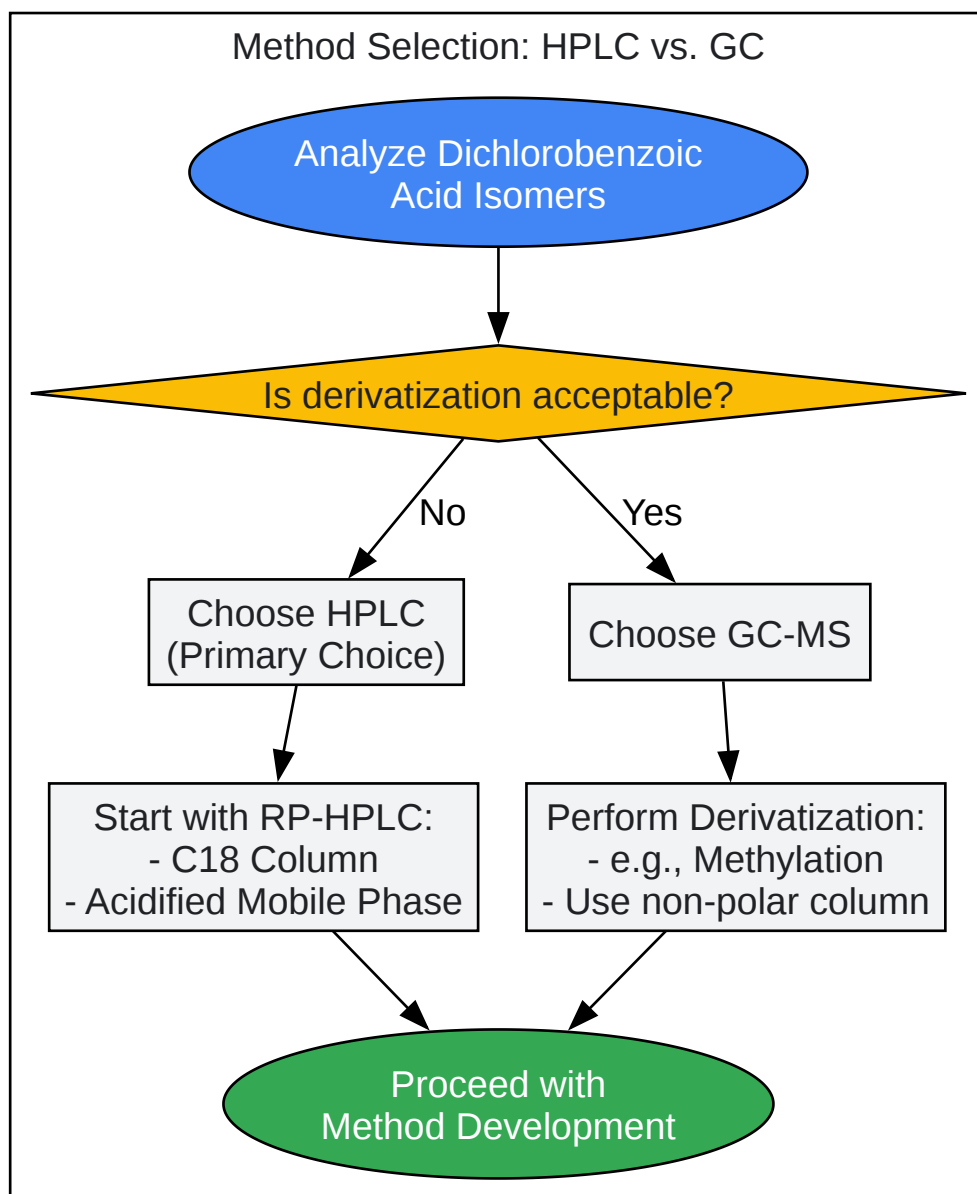 Method Selection: HPLC vs. GC
Analyze Dichlorobenzoic
Acid Isomers
Is derivatization acceptable?
No
Yes
Choose HPLC
(Primary Choice)
Choose GC-MS
Start with RP-HPLC:
- C18 Column
- Acidified Mobile Phase
Perform Derivatization:
- e.g., Methylation
- Use non-polar column
Proceed with
Method Development